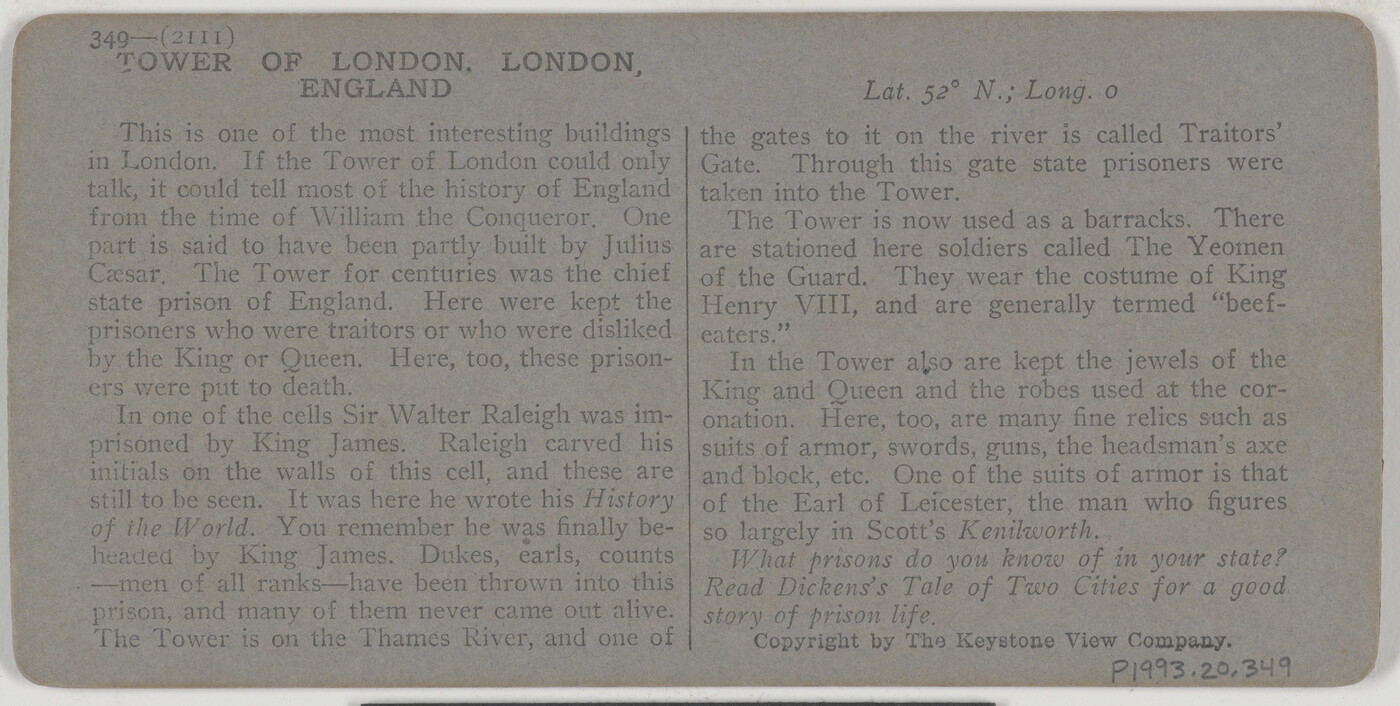 349—(2111)
TOWER OF LONDON. LONDON,
ENGLAND
Lat. 52° N.; Long. 0
This is one of the most interesting buildings
in London. If the Tower of London could only
talk, it could tell most of the history of England
from the time of William the Conqueror. One
part is said to have been partly built by Julius
Cæsar. The Tower for centuries was the chief
state prison of England. Here were kept the
prisoners who were traitors or who were disliked
by the King or Queen. Here, too, these prison-
ers were put to death.
In one of the cells Sir Walter Raleigh was im-
prisoned by King James. Raleigh carved his
initials on the walls of this cell, and these are
still to be seen. It was here he wrote his History
of the World. You remember he was finally be-
headed by King James. Dukes, earls, counts
—men of all ranks—have been thrown into this
prison, and many of them never came out alive.
The Tower is on the Thames River, and one of
the gates to it on the river is called Traitors'
Gate. Through this gate state prisoners were
taken into the Tower.
The Tower is now used as a barracks. There
are stationed here soldiers called The Yeomen
of the Guard. They wear the costume of King
Henry VIII, and are generally termed “beef-
eaters.”
In the Tower also are kept the jewels of the
King and Queen and the robes used at the cor-
onation. Here, too, are many fine relics such as
suits of armor, swords, guns, the headsman's axe
and block, etc. One of the suits of armor is that
of the Earl of Leicester, the man who figures
so largely in Scott's Kenilworth.
What prisons do you know of in your state?
Read Dickens's Tale of Two Cities for a good
story of prison life.
Copyright by The Keystone View Company.
P1993.20.349